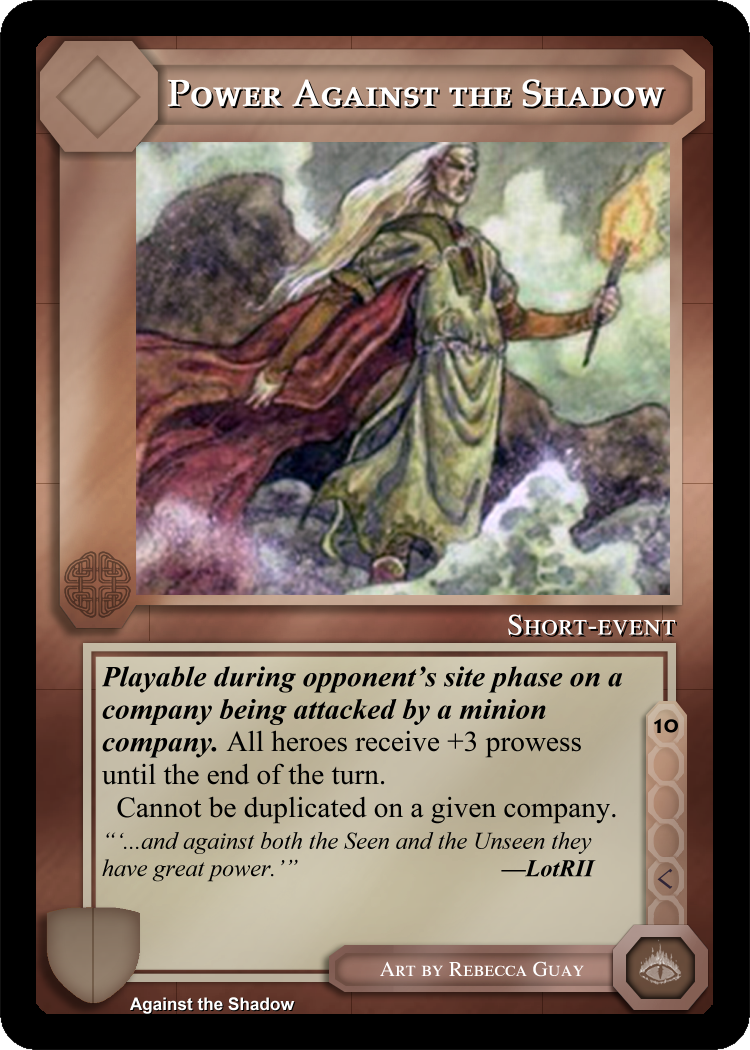 Power Against the Shadow
Short-event
Playable during opponent’s site phase on a
company being attacked by a minion
company. All heroes receive +3 prowess
until the end of the turn.
Cannot be duplicated on a given company.
“‘...and against both the Seen and the Unseen they
have great power.’” —LotRII
10
Art by Rebecca Guay
Against the Shadow